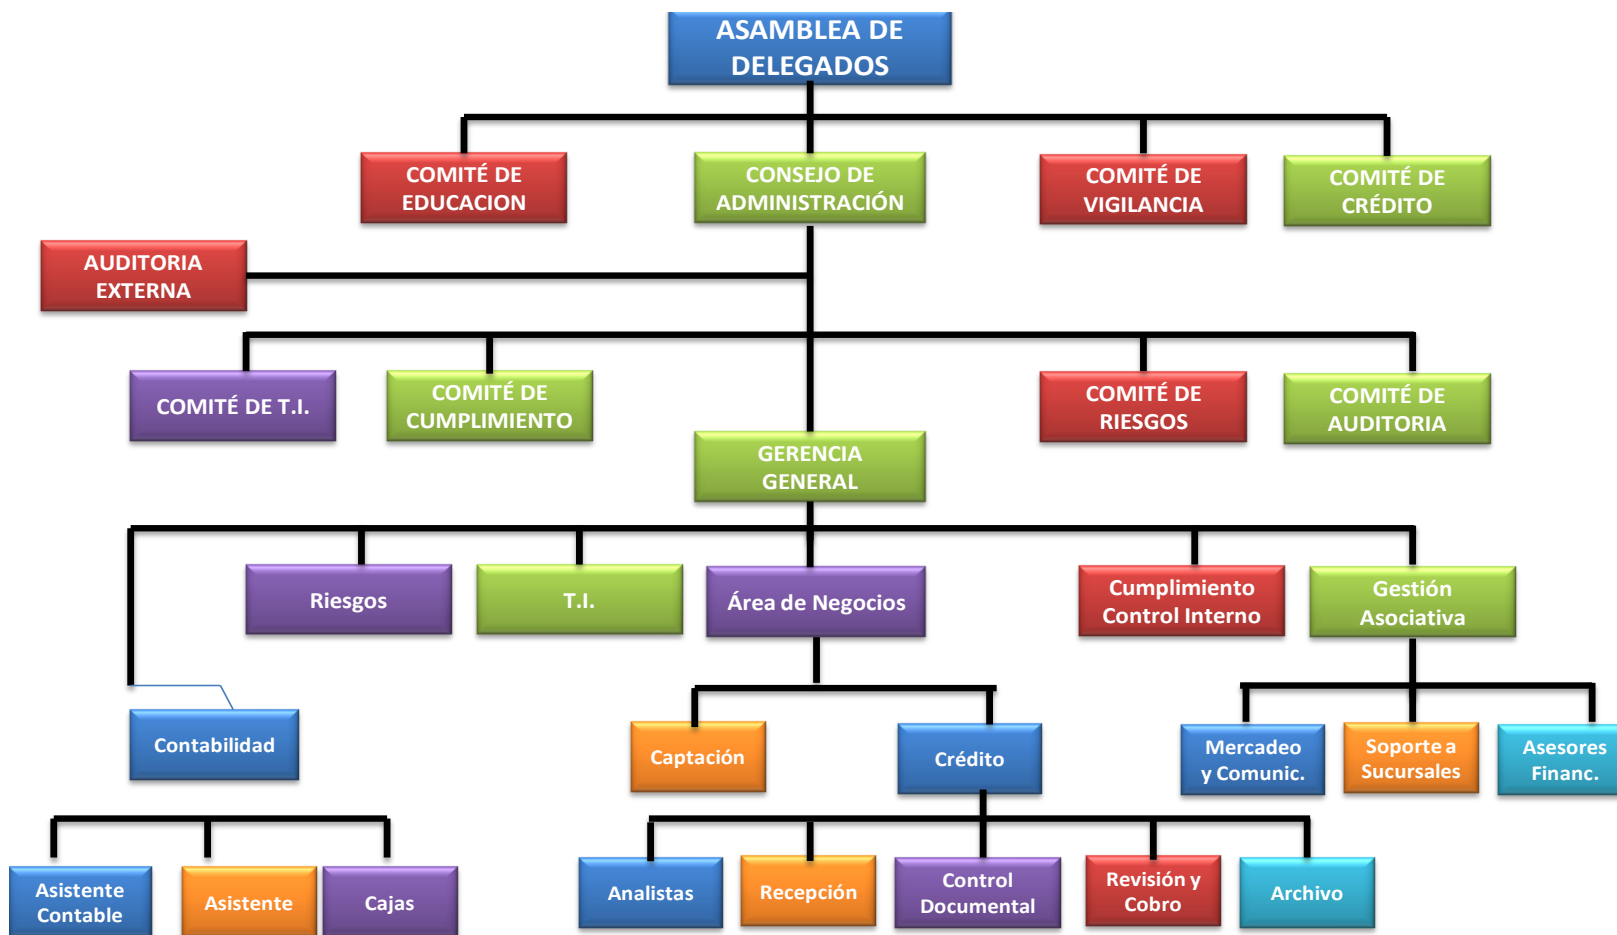 ASAMBLEA DE
DELEGADOS
COMITÉ DE
EDUCACION
CONSEJO DE
ADMINISTRACIÓN
COMITÉ DE
VIGILANCIA
COMITÉ DE
CRÉDITO
AUDITORIA
EXTERNA
COMITÉ DE T.I.
COMITÉ DE
CUMPLIMIENTO
COMITÉ DE
RIESGOS
COMITÉ DE
AUDITORIA
GERENCIA
GENERAL
Riesgos
T.I.
Área de Negocios
Cumplimiento
Control Interno
Gestión
Asociativa
Contabilidad
Captación
Crédito
Mercadeo
y Comunic.
Soporte a
Sucursales
Asesores
Financ.
Asistente
Contable
Asistente
Cajas
Analistas
Recepción
Control
Documental
Revisión y
Cobro
Archivo